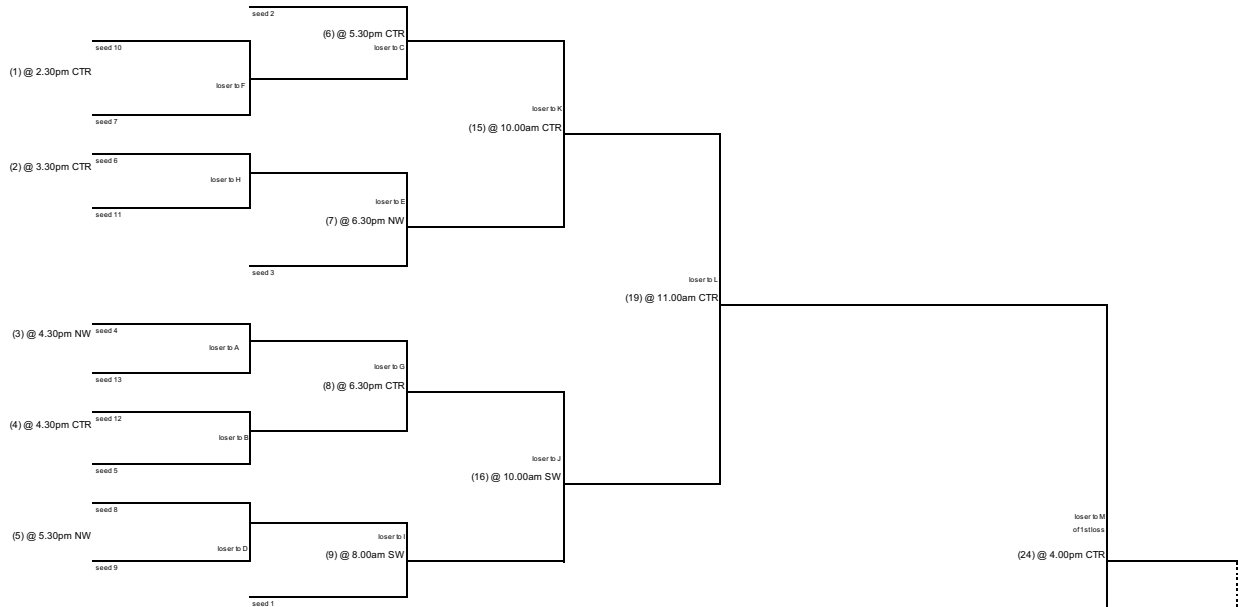 seed 2
(6) @ 5.30pm CTR
seed 10
loser to C
(1) @ 2.30pm CTR
loser to F
loser to K
seed 7
(15) @ 10.00am CTR
(2) @ 3.30pm CTR
seed 6
loser to H
loser to E
seed 11
(7) @ 6.30pm NW
seed 3
loser to L
(19) @ 11.00am CTR
(3) @ 4.30pm NW
seed 4
loser to A
loser to G
seed 13
(8) @ 6.30pm CTR
(4) @ 4.30pm CTR
seed 12
loser to B
loser to J
seed 5
(16) @ 10.00am SW
seed 8
loser to M
of1stloss
(5) @ 5.30pm NW
loser to I
loser to D
(9) @ 8.00am SW
(24) @ 4.00pm CTR
seed 9
seed 1